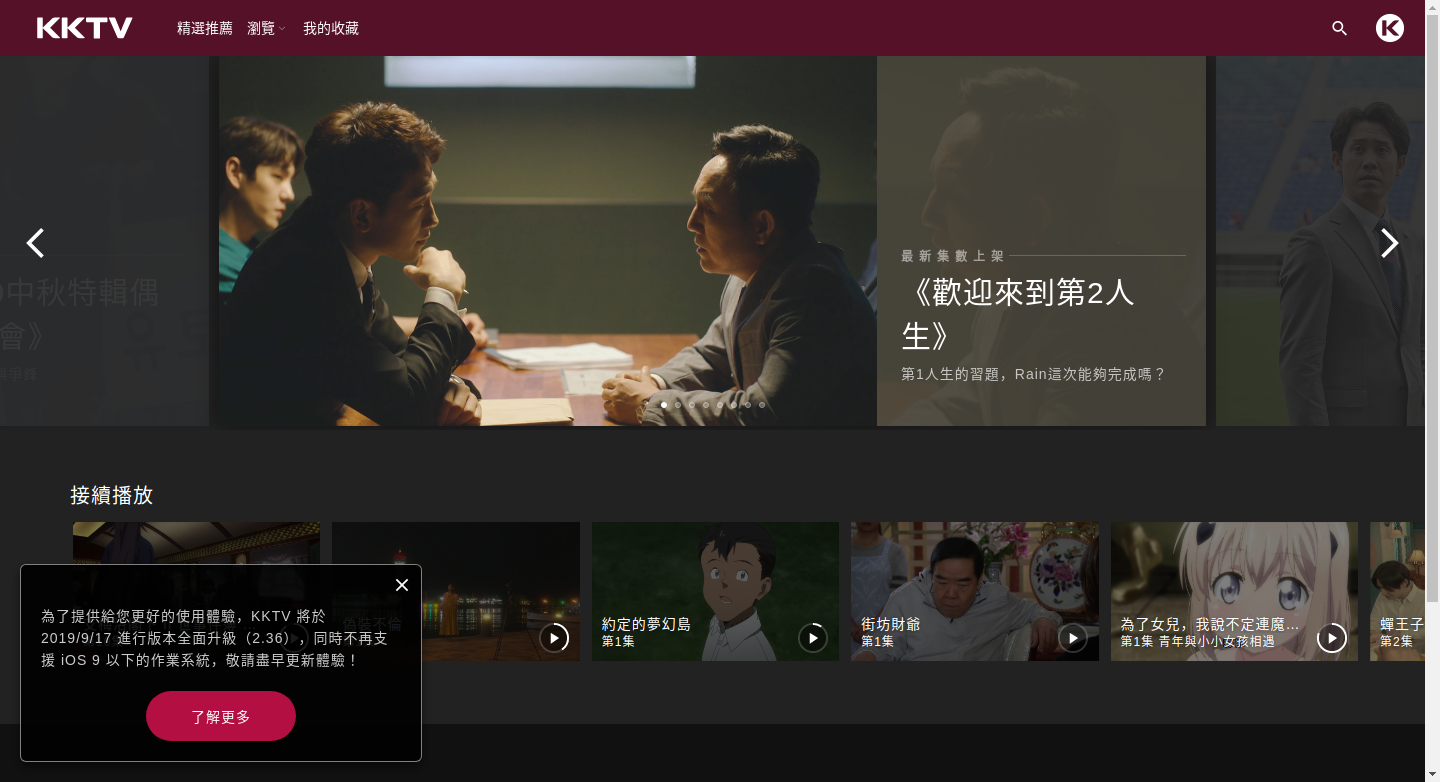 KKTV
精選推薦
瀏覽
我的收藏
中秋特輯偶
會》
與爭鋒
最新集數上架
《歡迎來到第2人
生》
第1人生的習題，Rain這次能夠完成嗎？
接續播放
偽裝不倫
約定的夢幻島
第1集
街坊財爺
第1集
為了女兒，我說不定連魔...
第1集 青年與小小女孩相遇
蟬王子
第2集
為了提供給您更好的使用體驗，KKTV 將於
2019/9/17 進行版本全面升級（2.36），同時不再支
援 iOS 9 以下的作業系統，敬請盡早更新體驗！
了解更多